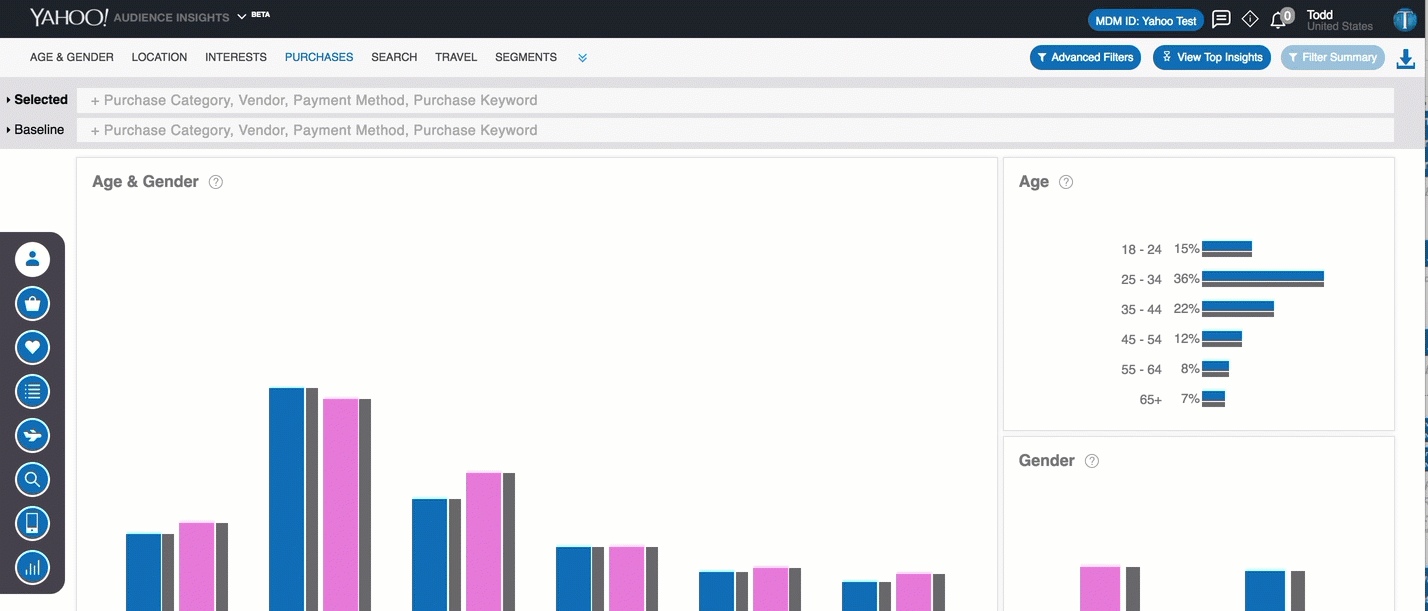 YAHOO! AUDIENCE INSIGHTS BETA
MDM ID: Yahoo Test
0
Todd
United States
T
AGE & GENDER LOCATION INTERESTS PURCHASES SEARCH TRAVEL SEGMENTS
Advanced Filters View Top Insights Filter Summary
Selected + Purchase Category, Vendor, Payment Method, Purchase Keyword
Baseline + Purchase Category, Vendor, Payment Method, Purchase Keyword
Age & Gender ?
Age ?
18 - 24 15%
25 - 34 36%
35 - 44 22%
45 - 54 12%
55 - 64 8%
65+ 7%
Gender ?